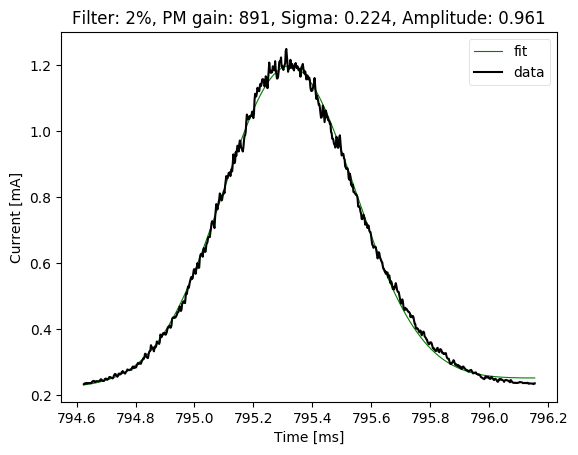 Filter: 2%, PM gain: 891, Sigma: 0.224, Amplitude: 0.961
fit
data
1.2
1.0
0.8
0.6
0.4
0.2
Current [mA]
794.6 794.8 795.0 795.2 795.4 795.6 795.8 796.0 796.2
Time [ms]